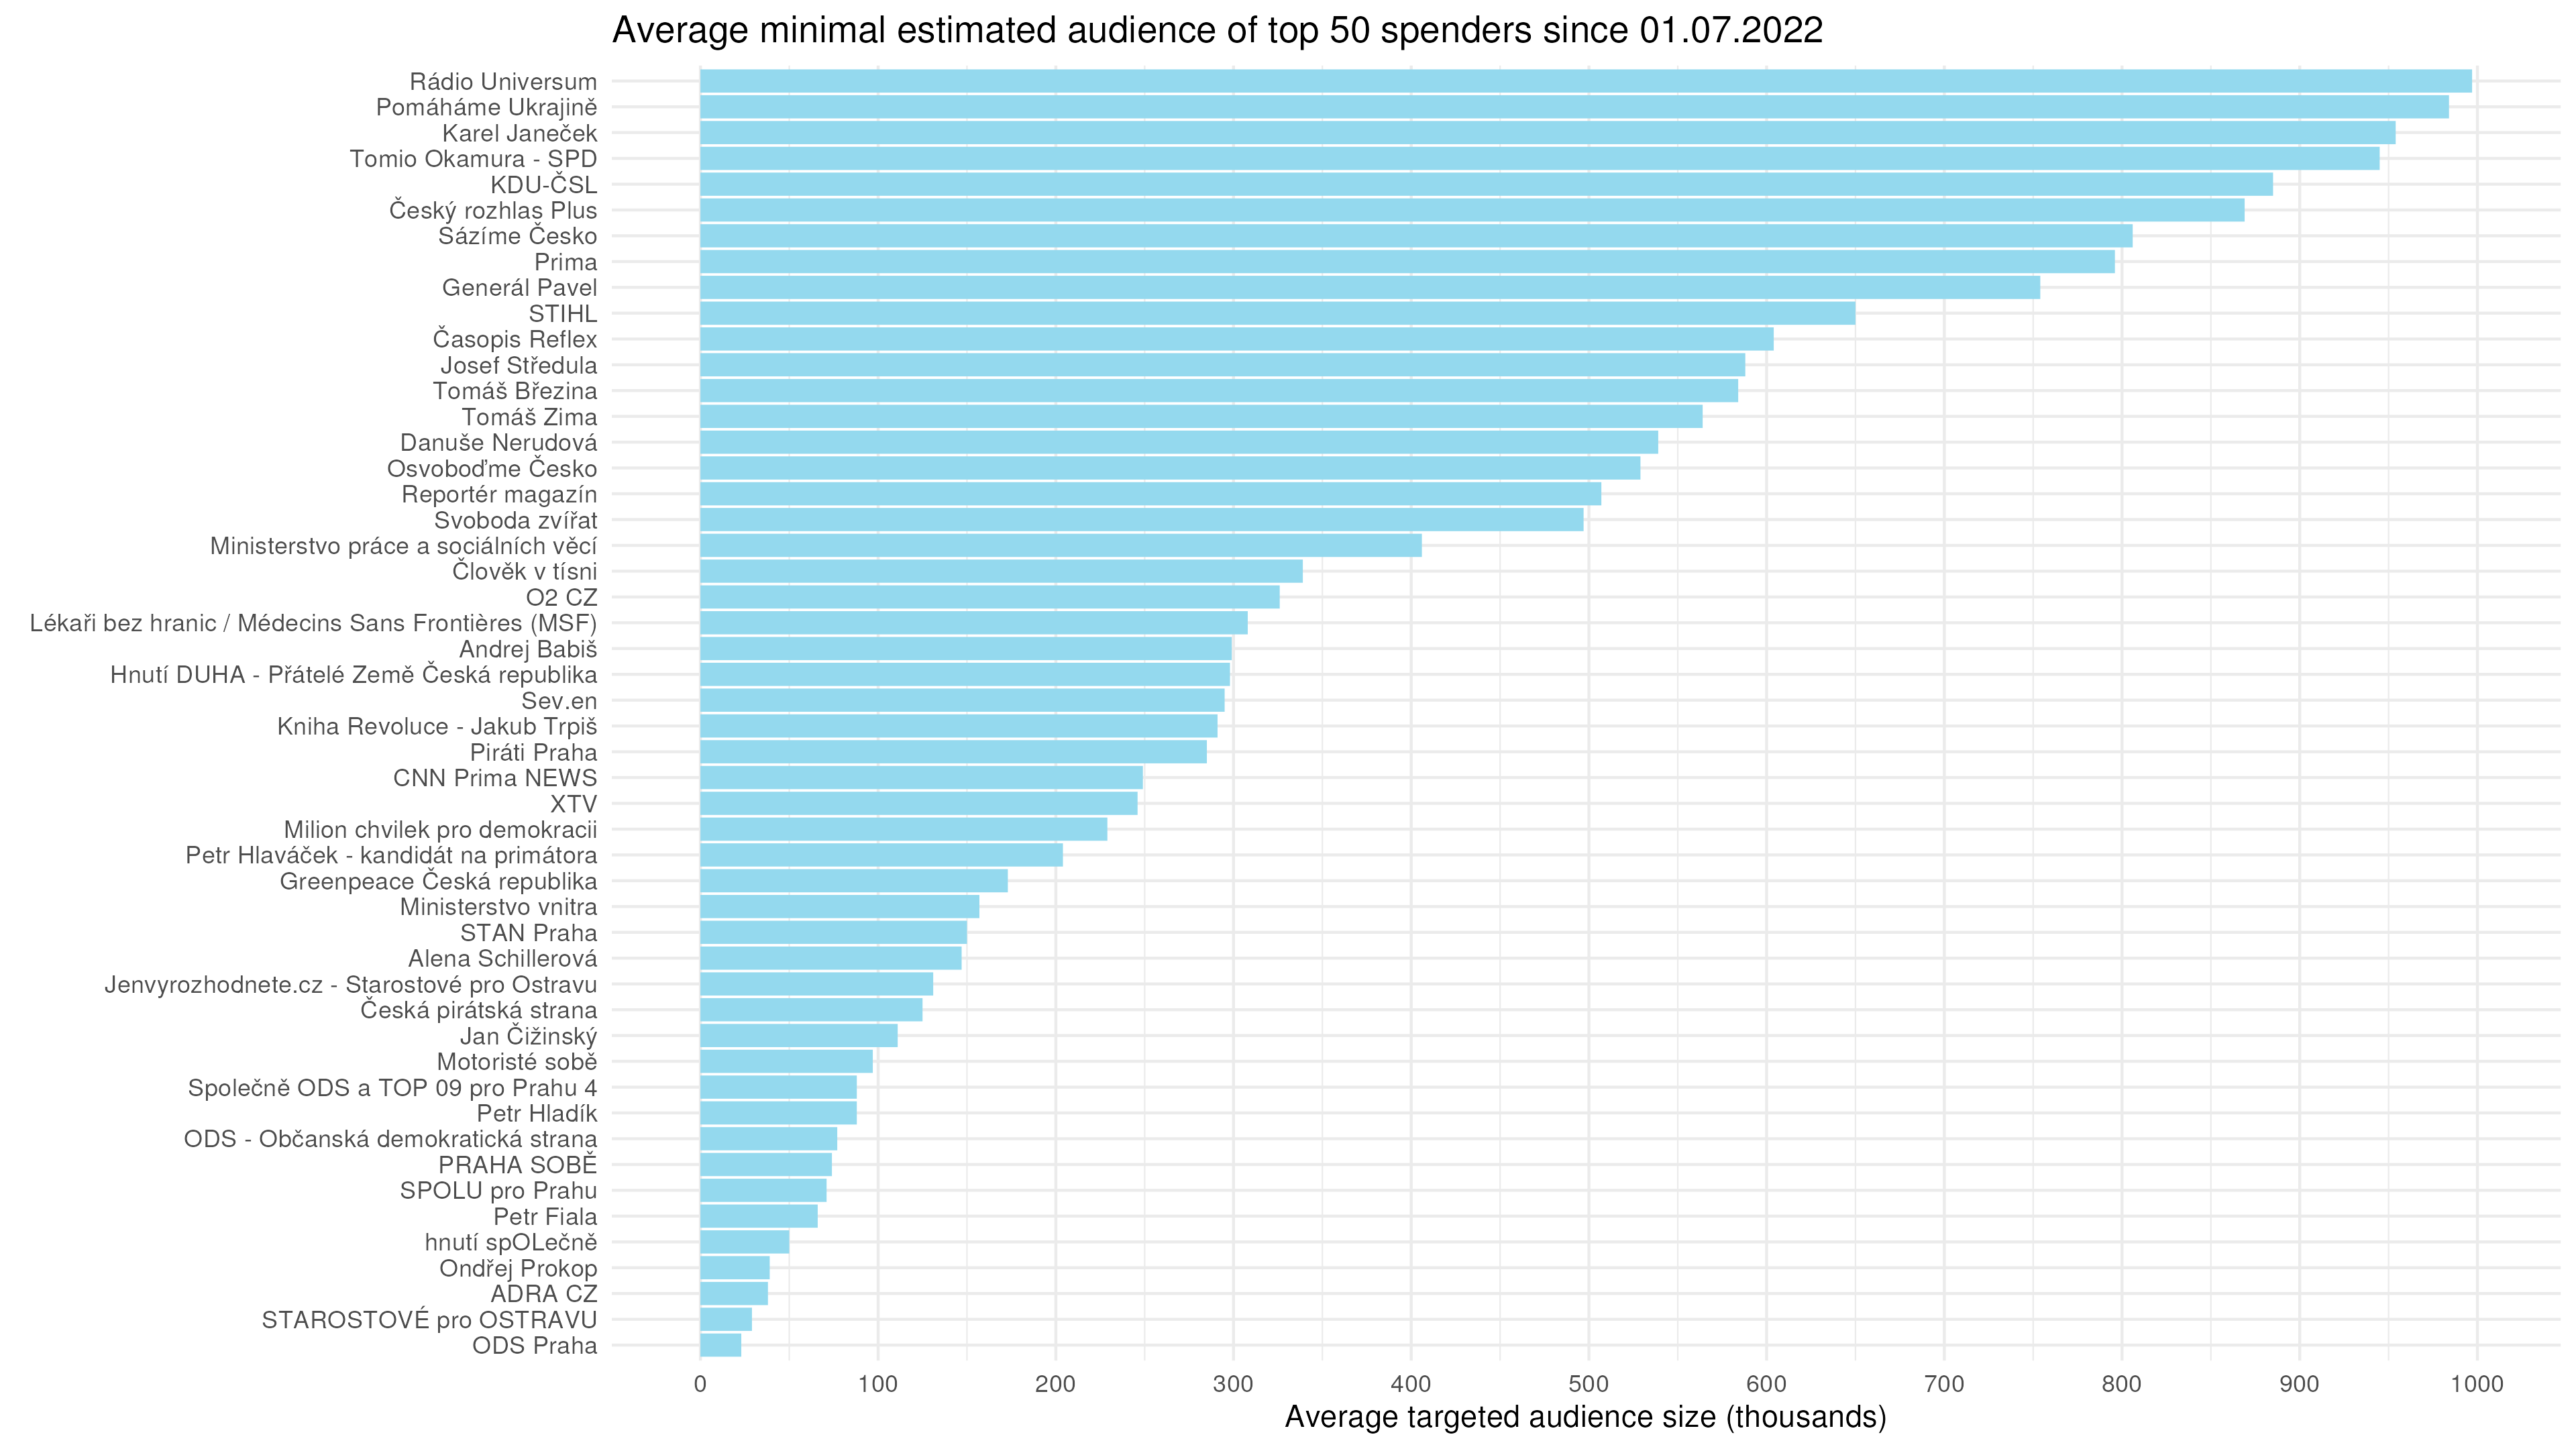 Average minimal estimated audience of top 50 spenders since 01.07.2022
Rádio Universum
Pomáháme Ukrajině
Karel Janeček
Tomio Okamura - SPD
KDU-ČSL
Český rozhlas Plus
Sázíme Česko
Prima
Generál Pavel
STIHL
Časopis Reflex
Josef Středula
Tomáš Březina
Tomáš Zima
Danuše Nerudová
Osvoboďme Česko
Reportér magazín
Svoboda zvířat
Ministerstvo práce a sociálních věcí
Člověk v tísni
O2 CZ
Lékaři bez hranic / Médecins Sans Frontières (MSF)
Andrej Babiš
Hnutí DUHA - Přátelé Země Česká republika
Sev.en
Kniha Revoluce - Jakub Trpiš
Piráti Praha
CNN Prima NEWS
XTV
Milion chvilek pro demokracii
Petr Hlaváček - kandidát na primátora
Greenpeace Česká republika
Ministerstvo vnitra
STAN Praha
Alena Schillerová
Jenvyrozhodnete.cz - Starostové pro Ostravu
Česká pirátská strana
Jan Čižinský
Motoristé sobě
Společně ODS a TOP 09 pro Prahu 4
Petr Hladík
ODS - Občanská demokratická strana
PRAHA SOBĚ
SPOLU pro Prahu
Petr Fiala
hnutí spOLečně
Ondřej Prokop
ADRA CZ
STAROSTOVÉ pro OSTRAVU
ODS Praha
0 100 200 300 400 500 600 700 800 900 1000
Average targeted audience size (thousands)